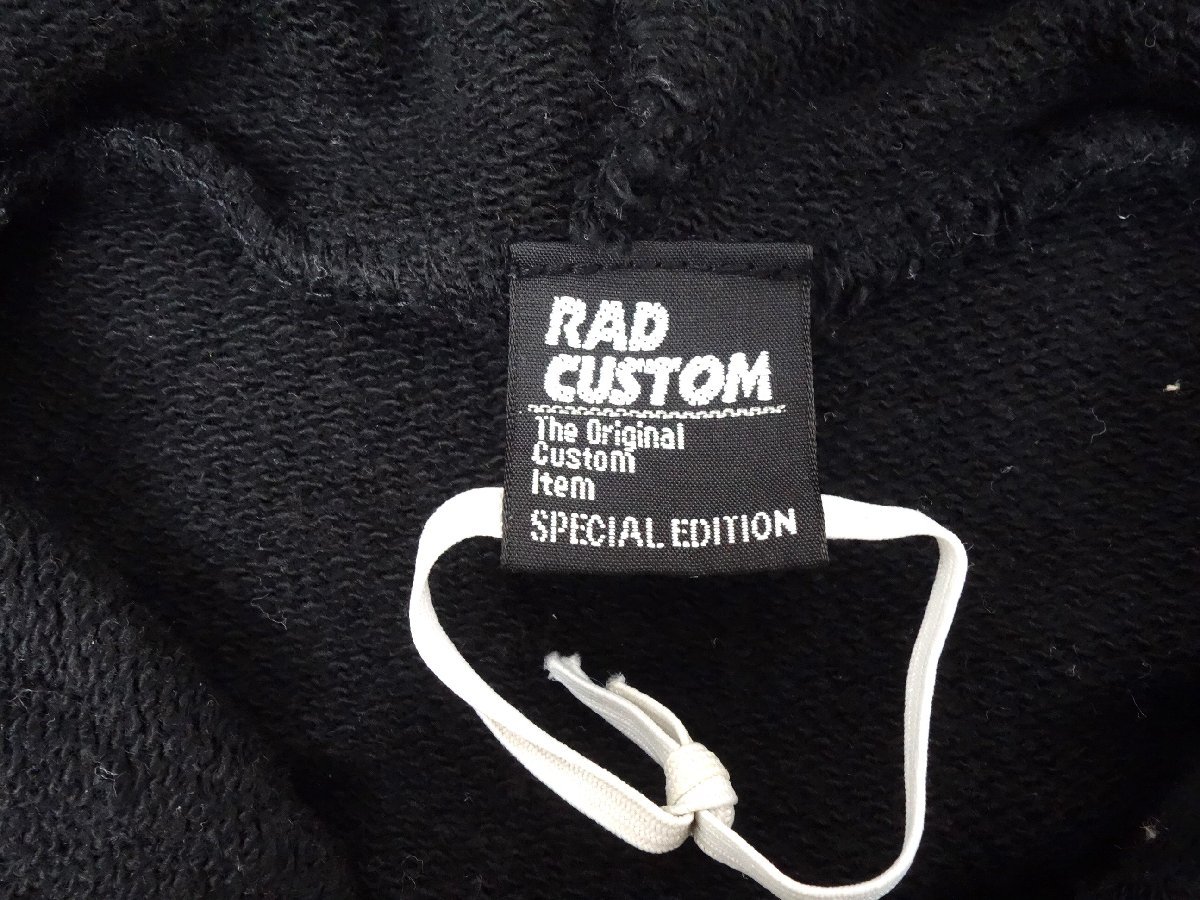 RAD
CUSTOM
The Original
Custom
Item
SPECIAL EDITION